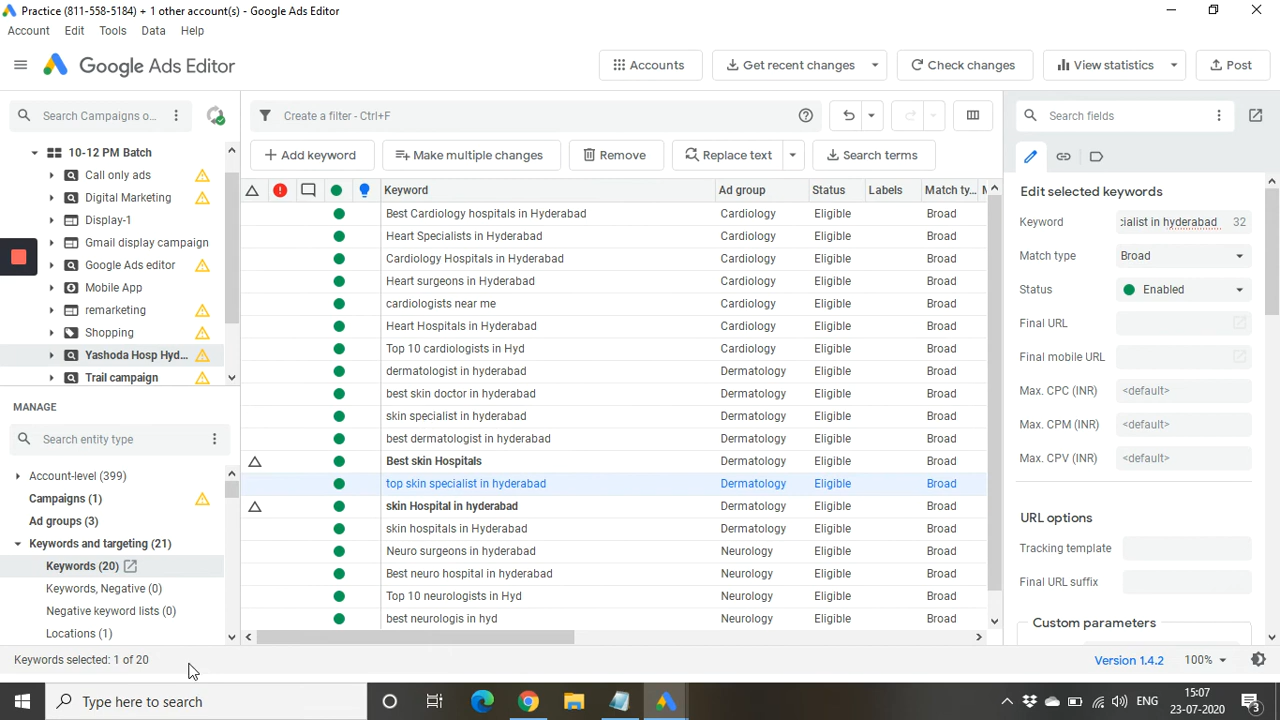 Practice (811-558-5184) + 1 other account(s) - Google Ads Editor
Account Edit Tools Data Help
Google Ads Editor
Accounts
Get recent changes
Check changes
View statistics
Post
Search Campaigns o...
Create a filter - Ctrl+F
Search fields
Add keyword
Make multiple changes
Remove
Replace text
Search terms
10-12 PM Batch
Call only ads
Digital Marketing
Display-1
Gmail display campaign
Google Ads editor
Mobile App
remarketing
Shopping
Yashoda Hosp Hyd...
Trail campaign
MANAGE
Search entity type
Account-level (399)
Campaigns (1)
Ad groups (3)
Keywords and targeting (21)
Keywords (20)
Keywords, Negative (0)
Negative keyword lists (0)
Locations (1)
Keyword Ad group Status Labels Match ty...
Best Cardiology hospitals in Hyderabad Cardiology Eligible Broad
Heart Specialists in Hyderabad Cardiology Eligible Broad
Cardiology Hospitals in Hyderabad Cardiology Eligible Broad
Heart surgeons in Hyderabad Cardiology Eligible Broad
cardiologists near me Cardiology Eligible Broad
Heart Hospitals in Hyderabad Cardiology Eligible Broad
Top 10 cardiologists in Hyd Cardiology Eligible Broad
dermatologist in hyderabad Dermatology Eligible Broad
best skin doctor in hyderabad Dermatology Eligible Broad
skin specialist in hyderabad Dermatology Eligible Broad
best dermatologist in hyderabad Dermatology Eligible Broad
Best skin Hospitals Dermatology Eligible Broad
top skin specialist in hyderabad Dermatology Eligible Broad
skin Hospital in hyderabad Dermatology Eligible Broad
skin hospitals in Hyderabad Dermatology Eligible Broad
Neuro surgeons in hyderabad Neurology Eligible Broad
Best neuro hospital in hyderabad Neurology Eligible Broad
Top 10 neurologists in Hyd Neurology Eligible Broad
best neurologis in hyd Neurology Eligible Broad
Edit selected keywords
Keyword cialist in hyderabad 32
Match type Broad
Status Enabled
Final URL
Final mobile URL
Max. CPC (INR) <default>
Max. CPM (INR) <default>
Max. CPV (INR) <default>
URL options
Tracking template
Final URL suffix
Custom parameters
Keywords selected: 1 of 20
Version 1.4.2
100%
Type here to search
ENG
15:07
23-07-2020
3